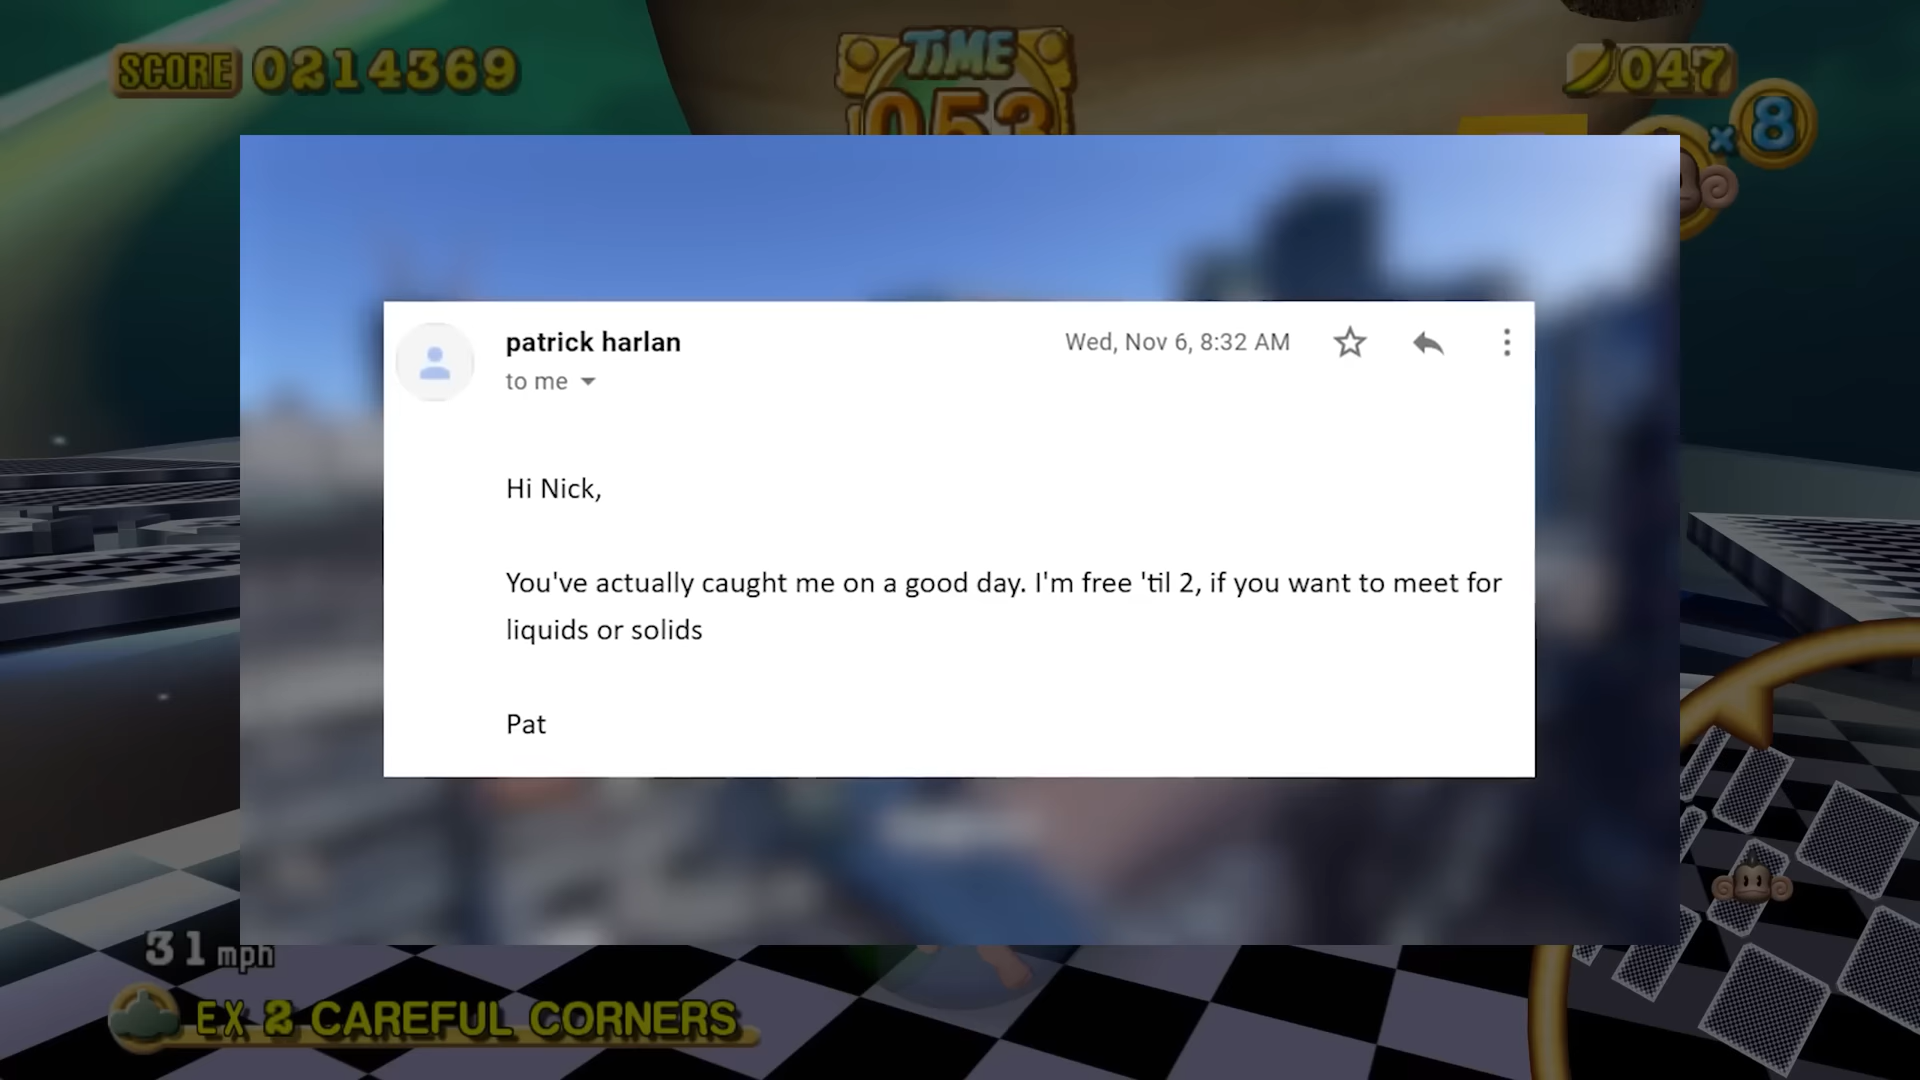 SCORE 0214369
TIME
053
047
x 8
patrick harlan
Wed, Nov 6, 8:32 AM
to me
Hi Nick,
You've actually caught me on a good day. I'm free 'til 2, if you want to meet for
liquids or solids
Pat
31 mph
EX 2 CAREFUL CORNERS